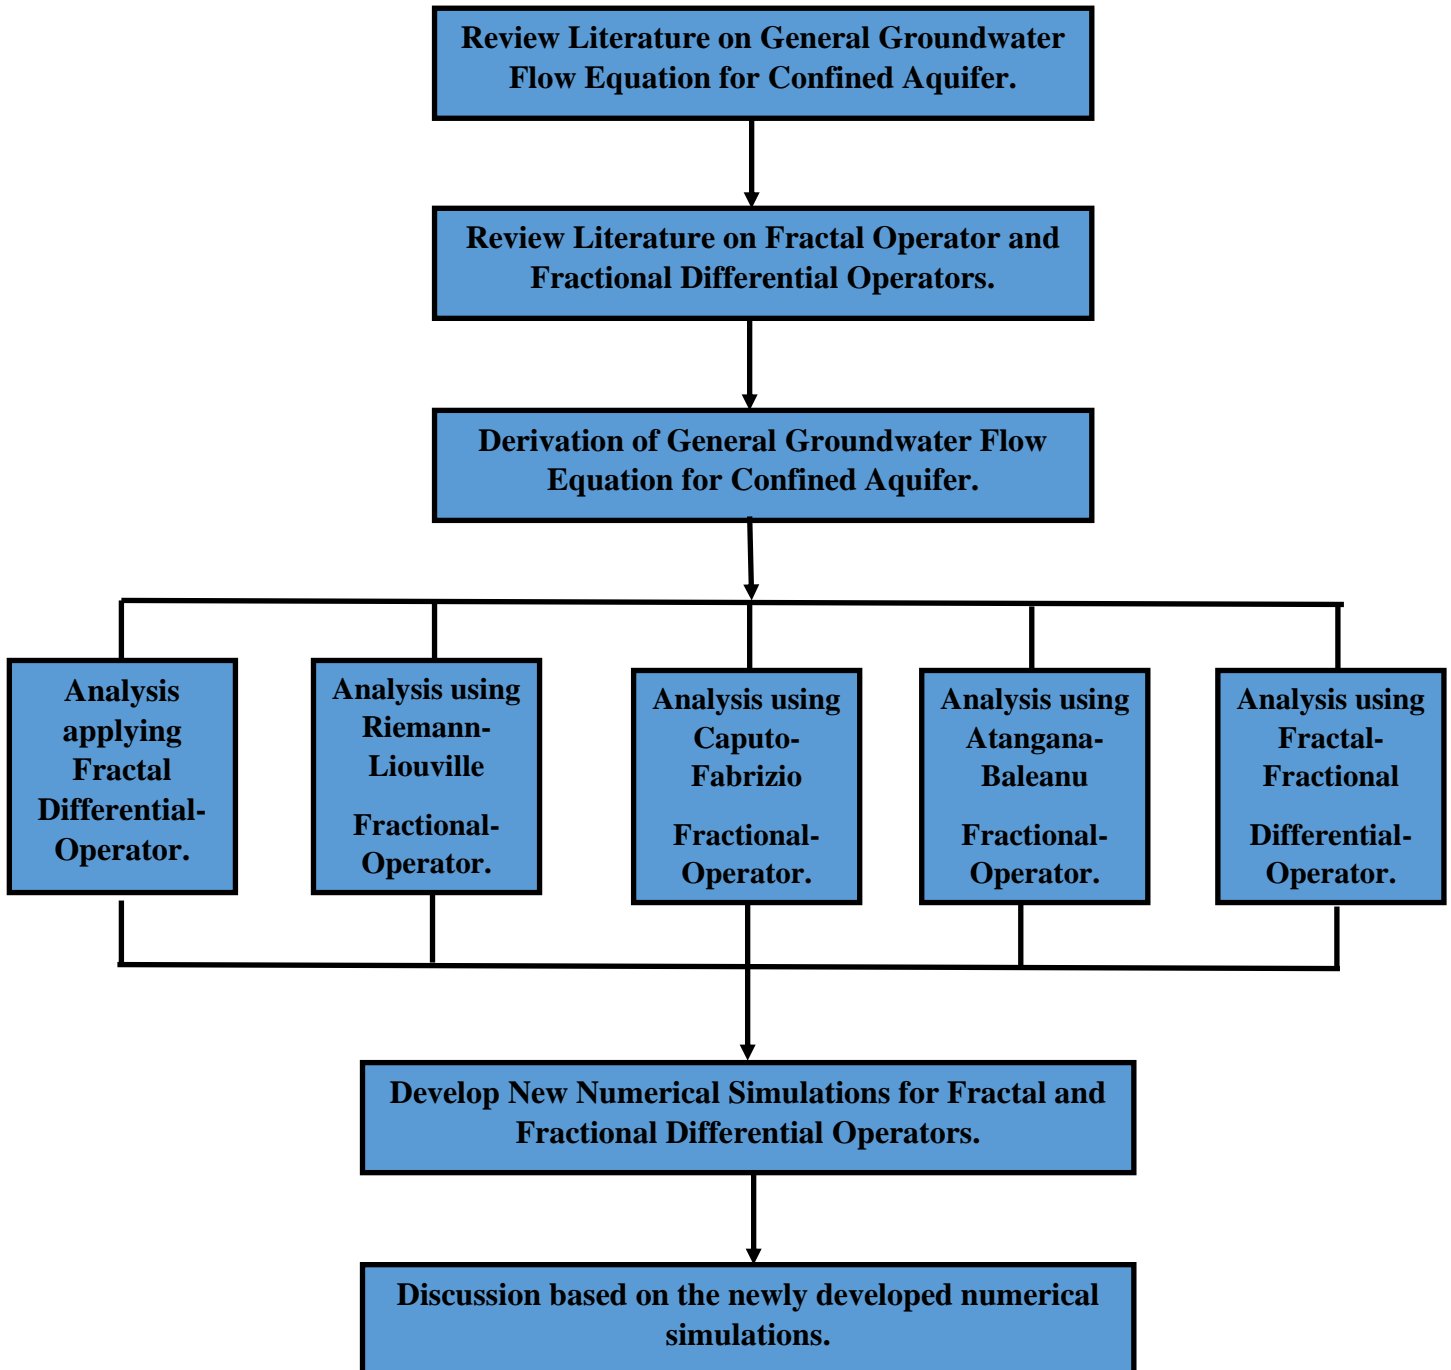 Review Literature on General Groundwater
Flow Equation for Confined Aquifer.
Review Literature on Fractal Operator and
Fractional Differential Operators.
Derivation of General Groundwater Flow
Equation for Confined Aquifer.
Analysis
applying
Fractal
Differential-
Operator.
Analysis using
Riemann-
Liouville
Fractional-
Operator.
Analysis using
Caputo-
Fabrizio
Fractional-
Operator.
Analysis using
Atangana-
Baleanu
Fractional-
Operator.
Analysis using
Fractal-
Fractional
Differential-
Operator.
Develop New Numerical Simulations for Fractal and
Fractional Differential Operators.
Discussion based on the newly developed numerical
simulations.